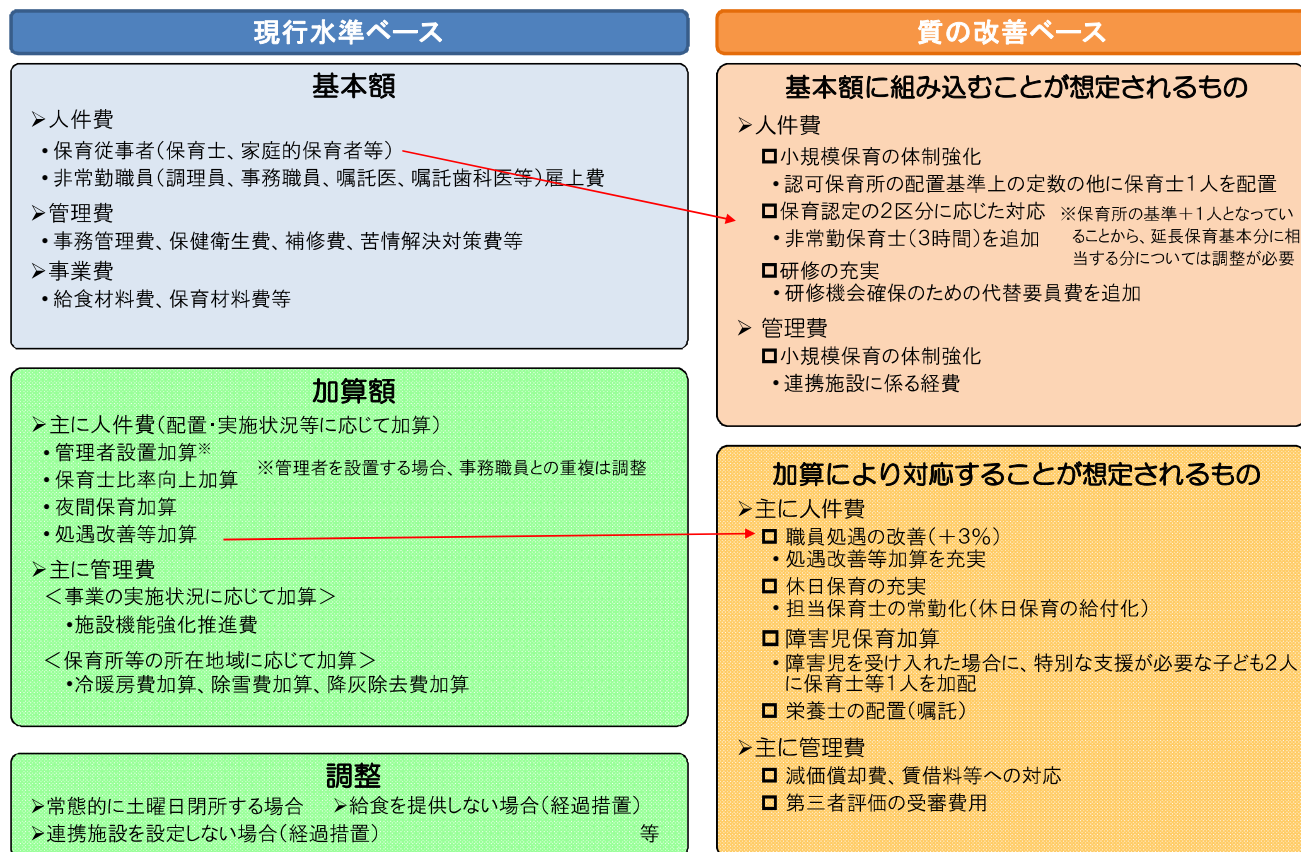 現行水準ベース
基本額
➢人件費
・保育従事者(保育士、家庭的保育者等)
・非常勤職員(調理員、事務職員、嘱託医、嘱託歯科医等)雇上費
➢管理費
・事務管理費、保健衛生費、補修費、苦情解決対策費等
➢事業費
・給食材料費、保育材料費等
加算額
➢主に人件費(配置・実施状況等に応じて加算)
・管理者設置加算※
※管理者を設置する場合、事務職員との重複は調整
・保育士比率向上加算
・夜間保育加算
・処遇改善等加算
➢主に管理費
＜事業の実施状況に応じて加算＞
・施設機能強化推進費
＜保育所等の所在地域に応じて加算＞
・冷暖房費加算、除雪費加算、降灰除去費加算
調整
➢常態的に土曜日閉所する場合　➢給食を提供しない場合(経過措置)
➢連携施設を設定しない場合(経過措置)　等
質の改善ベース
基本額に組み込むことが想定されるもの
➢人件費
□小規模保育の体制強化
・認可保育所の配置基準上の定数の他に保育士1人を配置
□保育認定の2区分に応じた対応
・非常勤保育士(3時間)を追加
※保育所の基準+1人となってい
ることから、延長保育基本分に相
当する分については調整が必要
□研修の充実
・研修機会確保のための代替要員費を追加
➢ 管理費
□小規模保育の体制強化
・連携施設に係る経費
加算により対応することが想定されるもの
➢主に人件費
□ 職員処遇の改善(＋3%)
・処遇改善等加算を充実
□ 休日保育の充実
・担当保育士の常勤化(休日保育の給付化)
□ 障害児保育加算
・障害児を受け入れた場合に、特別な支援が必要な子ども2人
に保育士等1人を加配
□ 栄養士の配置(嘱託)
➢主に管理費
□ 減価償却費、賃借料等への対応
□ 第三者評価の受審費用